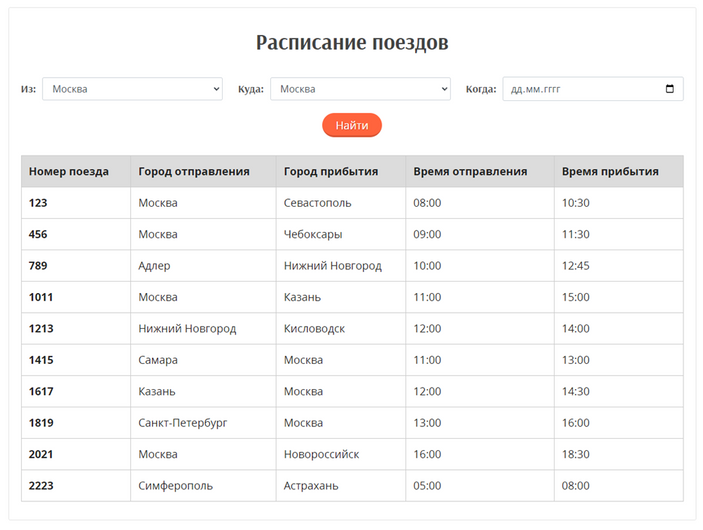 Расписание поездов
Из: Москва Куда: Москва Когда: дд.мм.гггг
Найти
Номер поезда Город отправления Город прибытия Время отправления Время прибытия
123 Москва Севастополь 08:00 10:30
456 Москва Чебоксары 09:00 11:30
789 Адлер Нижний Новгород 10:00 12:45
1011 Москва Казань 11:00 15:00
1213 Нижний Новгород Кисловодск 12:00 14:00
1415 Самара Москва 11:00 13:00
1617 Казань Москва 12:00 14:30
1819 Санкт-Петербург Москва 13:00 16:00
2021 Москва Новороссийск 16:00 18:30
2223 Симферополь Астрахань 05:00 08:00